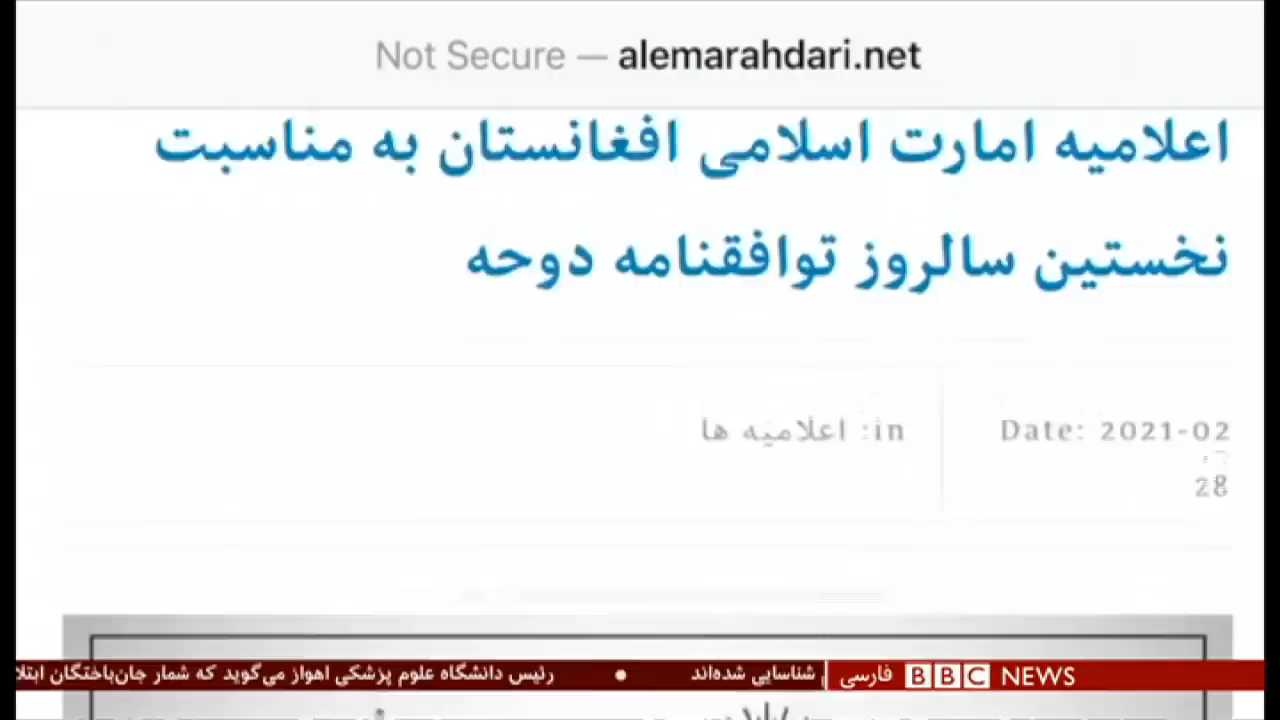 Not Secure — alemarahdari.net
اعلامیه امارت اسلامی افغانستان به مناسبت
نخستین سالروز توافقنامه دوحه
Date: 2021-02
28
in: اعلامیه ها
BBC NEWS فارسی
شناسایی شده‌اند • رئیس دانشگاه علوم پزشکی اهواز می‌گوید که شمار جان‌باختگان